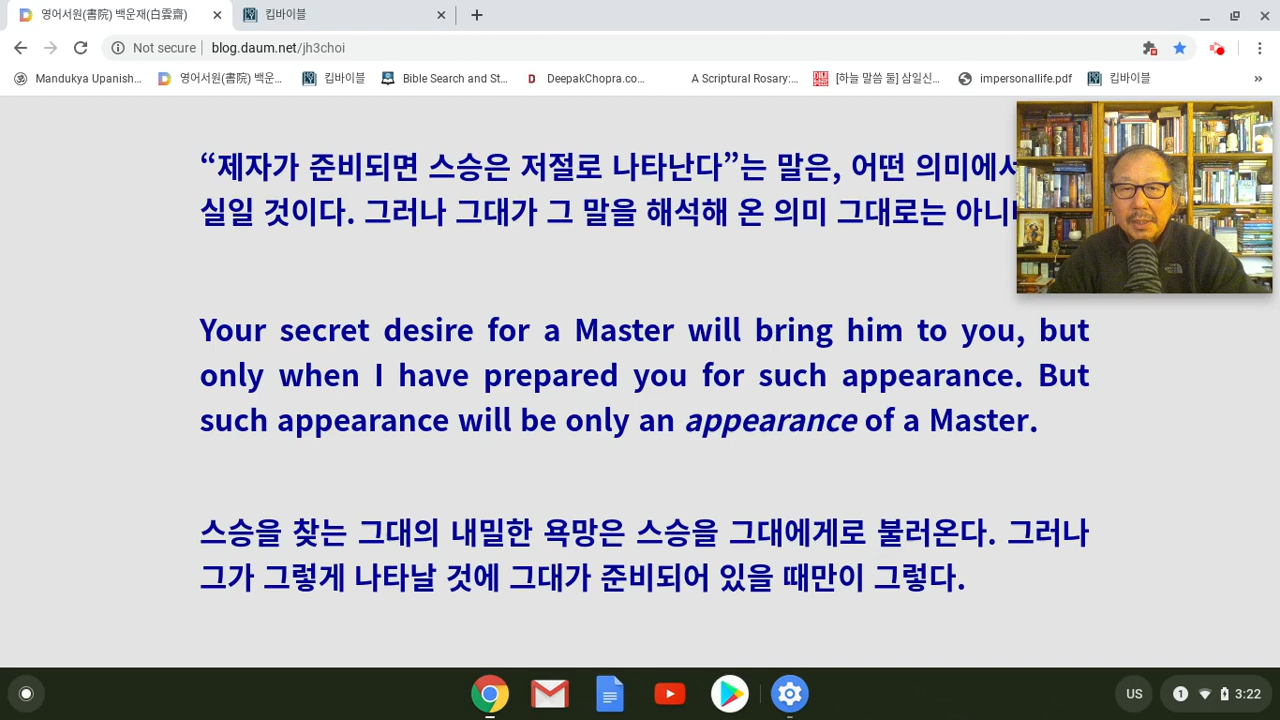 영어서원(書院) 백운재(白雲齋)
킵바이블
Not secure
blog.daum.net/jh3choi
Mandukya Upanish...
영어서원(書院) 백운...
킵바이블
Bible Search and St...
DeepakChopra.co...
A Scriptural Rosary:...
[하늘 말씀 둘] 삼일신...
impersonallife.pdf
킵바이블
“제자가 준비되면 스승은 저절로 나타난다”는 말은, 어떤 의미에서
실일 것이다. 그러나 그대가 그 말을 해석해 온 의미 그대로는 아니
Your secret desire for a Master will bring him to you, but
only when I have prepared you for such appearance. But
such appearance will be only an appearance of a Master.
스승을 찾는 그대의 내밀한 욕망은 스승을 그대에게로 불러온다. 그러나
그가 그렇게 나타날 것에 그대가 준비되어 있을 때만이 그렇다.
US
1
3:22